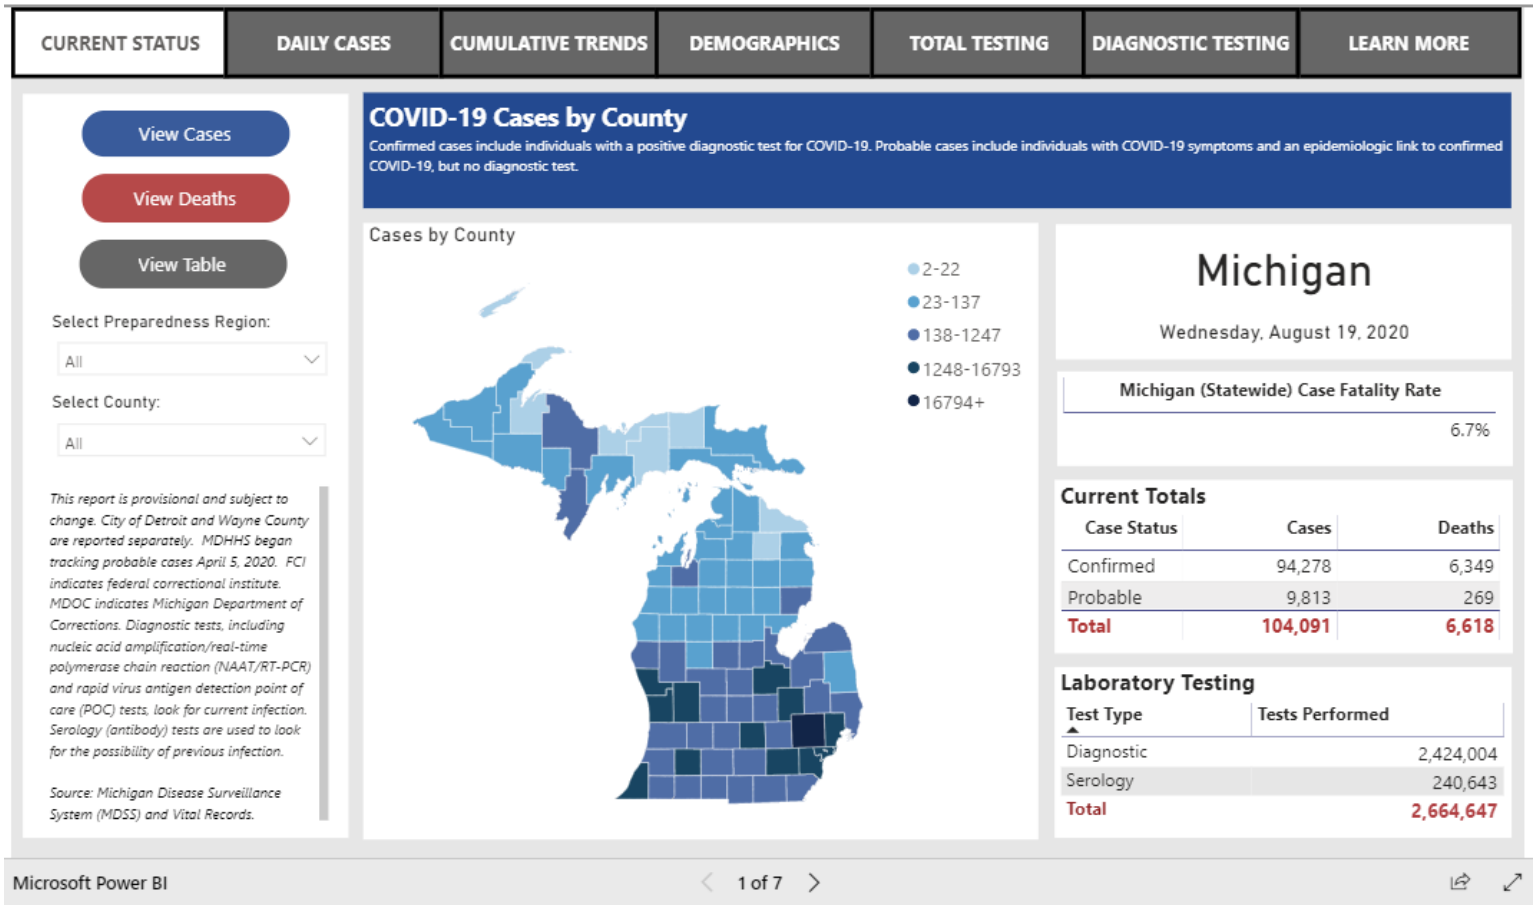 CURRENT STATUS
DAILY CASES
CUMULATIVE TRENDS
DEMOGRAPHICS
TOTAL TESTING
DIAGNOSTIC TESTING
LEARN MORE
View Cases
View Deaths
View Table
Select Preparedness Region:
All
Select County:
All
This report is provisional and subject to
change. City of Detroit and Wayne County
are reported separately. MDHHS began
tracking probable cases April 5, 2020. FCI
indicates federal correctional institute.
MDOC indicates Michigan Department of
Corrections. Diagnostic tests, including
nucleic acid amplification/real-time
polymerase chain reaction (NAAT/RT-PCR)
and rapid virus antigen detection point of
care (POC) tests, look for current infection.
Serology (antibody) tests are used to look
for the possibility of previous infection.
Source: Michigan Disease Surveillance
System (MDSS) and Vital Records.
COVID-19 Cases by County
Confirmed cases include individuals with a positive diagnostic test for COVID-19. Probable cases include individuals with COVID-19 symptoms and an epidemiologic link to confirmed
COVID-19, but no diagnostic test.
Cases by County
2-22
23-137
138-1247
1248-16793
16794+
Michigan
Wednesday, August 19, 2020
Michigan (Statewide) Case Fatality Rate
6.7%
Current Totals
Case Status Cases Deaths
Confirmed 94,278 6,349
Probable 9,813 269
Total 104,091 6,618
Laboratory Testing
Test Type Tests Performed
Diagnostic 2,424,004
Serology 240,643
Total 2,664,647
Microsoft Power BI
1 of 7